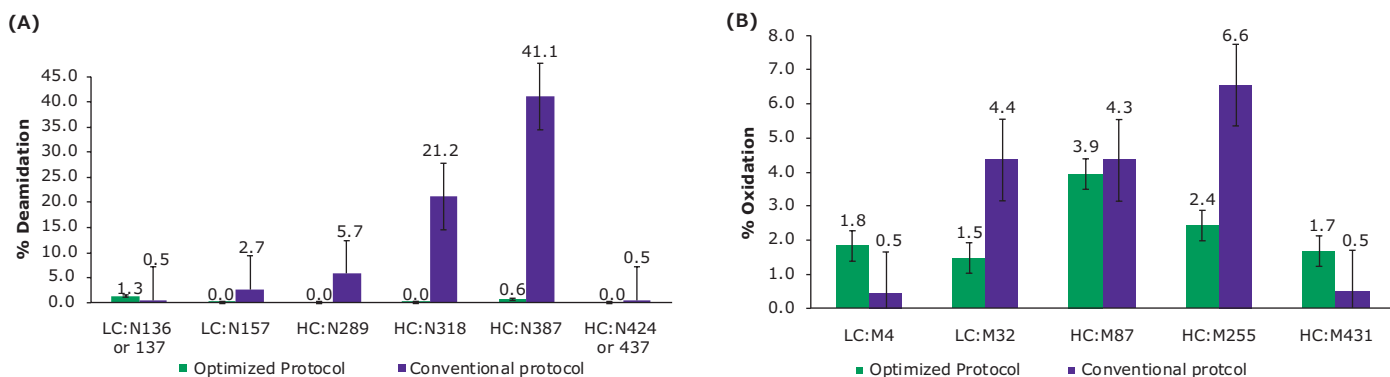 (A)
% Deamidation
45.0
40.0
35.0
30.0
25.0
20.0
15.0
10.0
5.0
0.0
1.3
0.5
0.0
2.7
0.0
5.7
0.0
21.2
0.6
41.1
0.0
0.5
LC:N136 or 137
LC:N157
HC:N289
HC:N318
HC:N387
HC:N424 or 437
Optimized Protocol
Conventional protocol
(B)
% Oxidation
8.0
7.0
6.0
5.0
4.0
3.0
2.0
1.0
0.0
1.8
0.5
1.5
4.4
3.9
4.3
2.4
6.6
1.7
0.5
LC:M4
LC:M32
HC:M87
HC:M255
HC:M431
Optimized Protocol
Conventional protcol